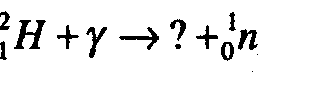 ²₁H + γ → ? + ¹₀n